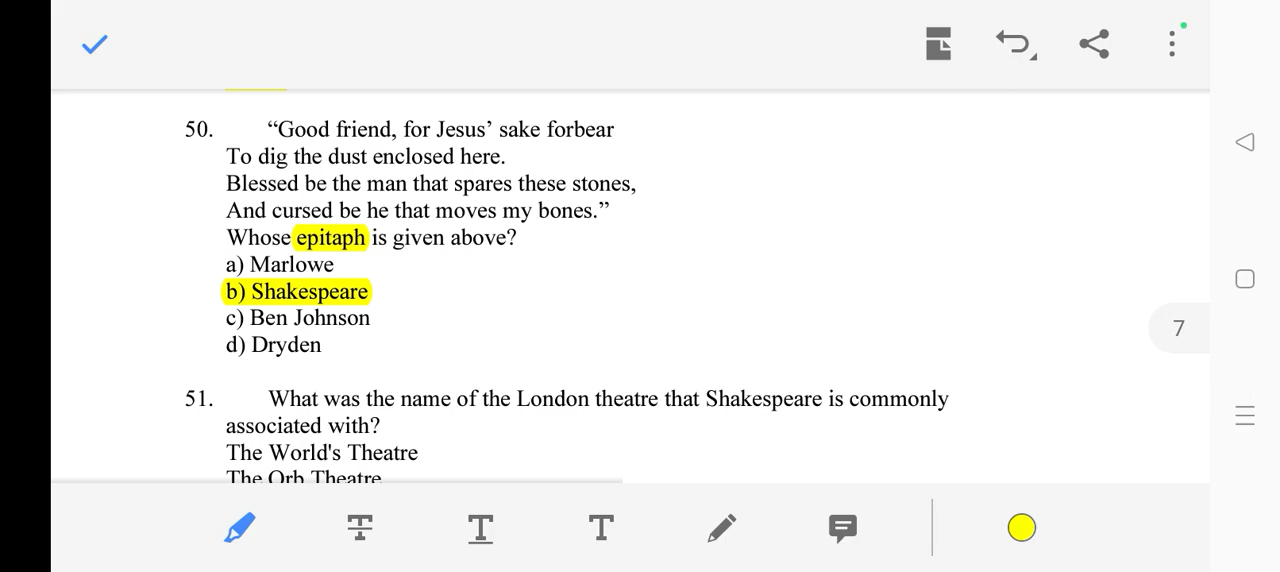 50. “Good friend, for Jesus’ sake forbear
To dig the dust enclosed here.
Blessed be the man that spares these stones,
And cursed be he that moves my bones.”
Whose epitaph is given above?
a) Marlowe
b) Shakespeare
c) Ben Johnson
d) Dryden
7
51. What was the name of the London theatre that Shakespeare is commonly
associated with?
The World's Theatre
The Orb Theatre
T
T
T